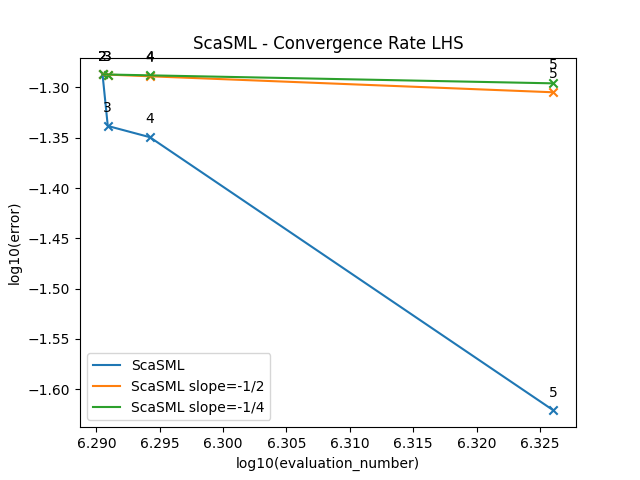 ScaSML - Convergence Rate LHS
2 3 4 5
5
3
4
5
−1.30
−1.35
−1.40
−1.45
−1.50
−1.55
−1.60
log10(error)
ScaSML
ScaSML slope=-1/2
ScaSML slope=-1/4
6.290 6.295 6.300 6.305 6.310 6.315 6.320 6.325
log10(evaluation_number)